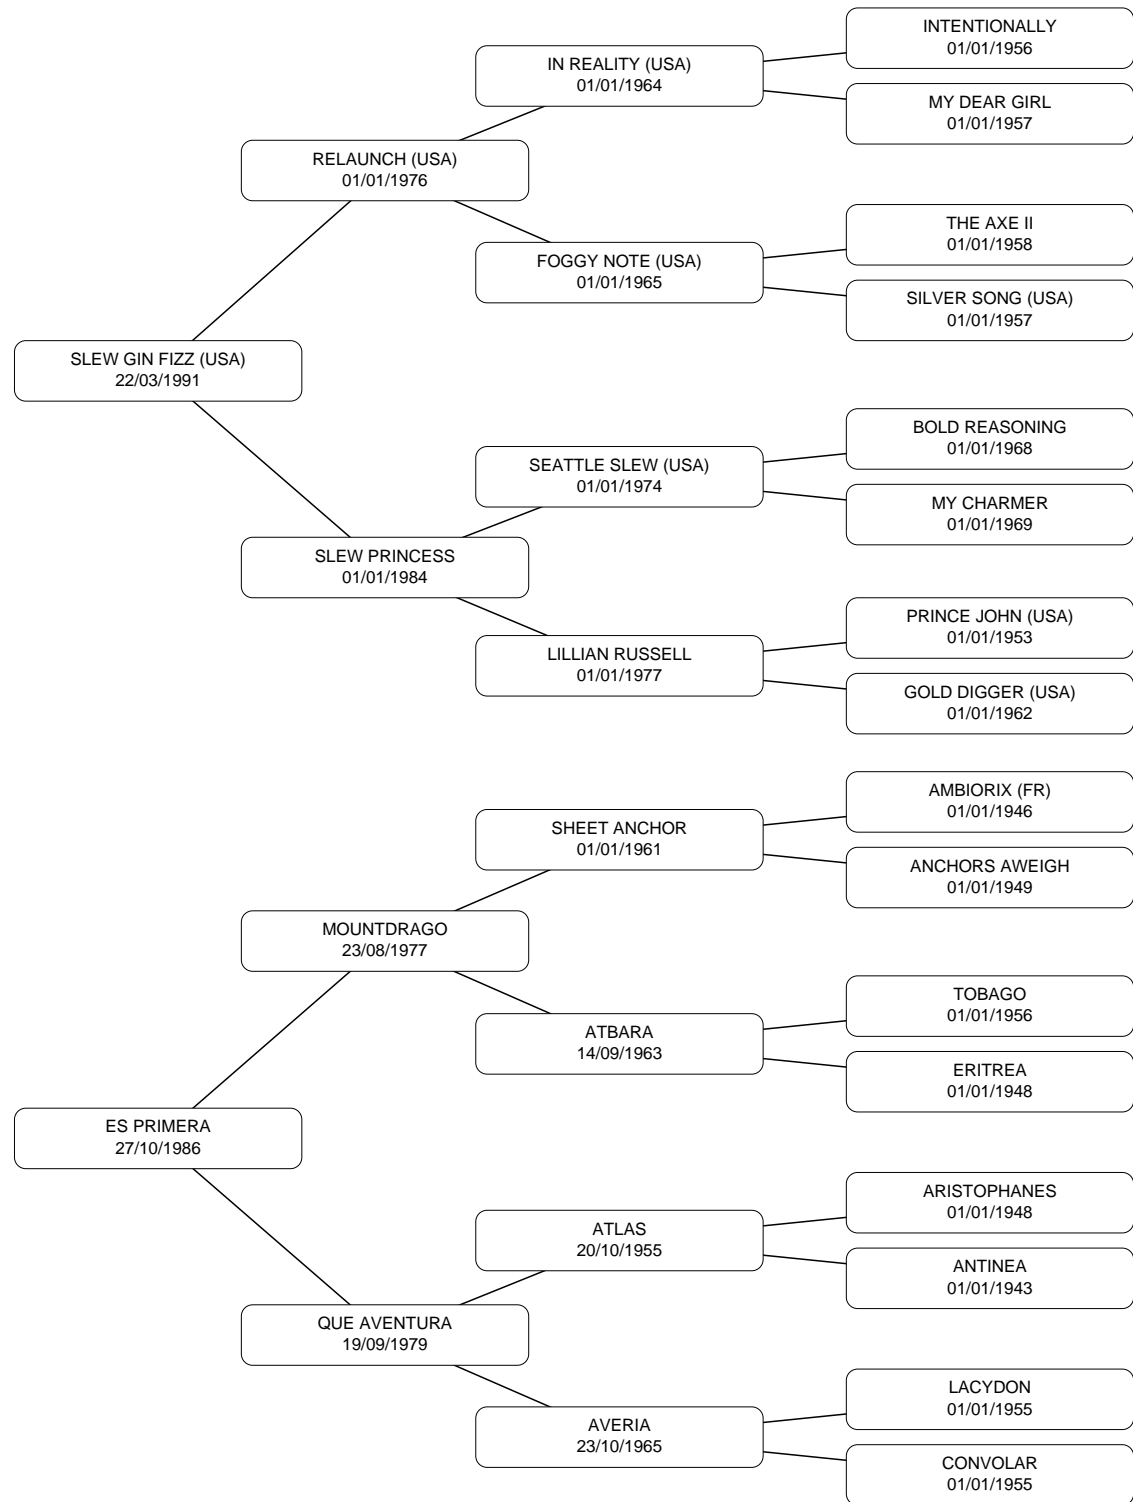 INTENTIONALLY
01/01/1956
IN REALITY (USA)
01/01/1964
MY DEAR GIRL
01/01/1957
RELAUNCH (USA)
01/01/1976
THE AXE II
01/01/1958
FOGGY NOTE (USA)
01/01/1965
SILVER SONG (USA)
01/01/1957
SLEW GIN FIZZ (USA)
22/03/1991
BOLD REASONING
01/01/1968
SEATTLE SLEW (USA)
01/01/1974
MY CHARMER
01/01/1969
SLEW PRINCESS
01/01/1984
PRINCE JOHN (USA)
01/01/1953
LILLIAN RUSSELL
01/01/1977
GOLD DIGGER (USA)
01/01/1962
AMBIORIX (FR)
01/01/1946
SHEET ANCHOR
01/01/1961
ANCHORS AWEIGH
01/01/1949
MOUNTDRAGO
23/08/1977
TOBAGO
01/01/1956
ATBARA
14/09/1963
ERITREA
01/01/1948
ES PRIMERA
27/10/1986
ARISTOPHANES
01/01/1948
ATLAS
20/10/1955
ANTINEA
01/01/1943
QUE AVENTURA
19/09/1979
LACYDON
01/01/1955
AVERIA
23/10/1965
CONVOLAR
01/01/1955